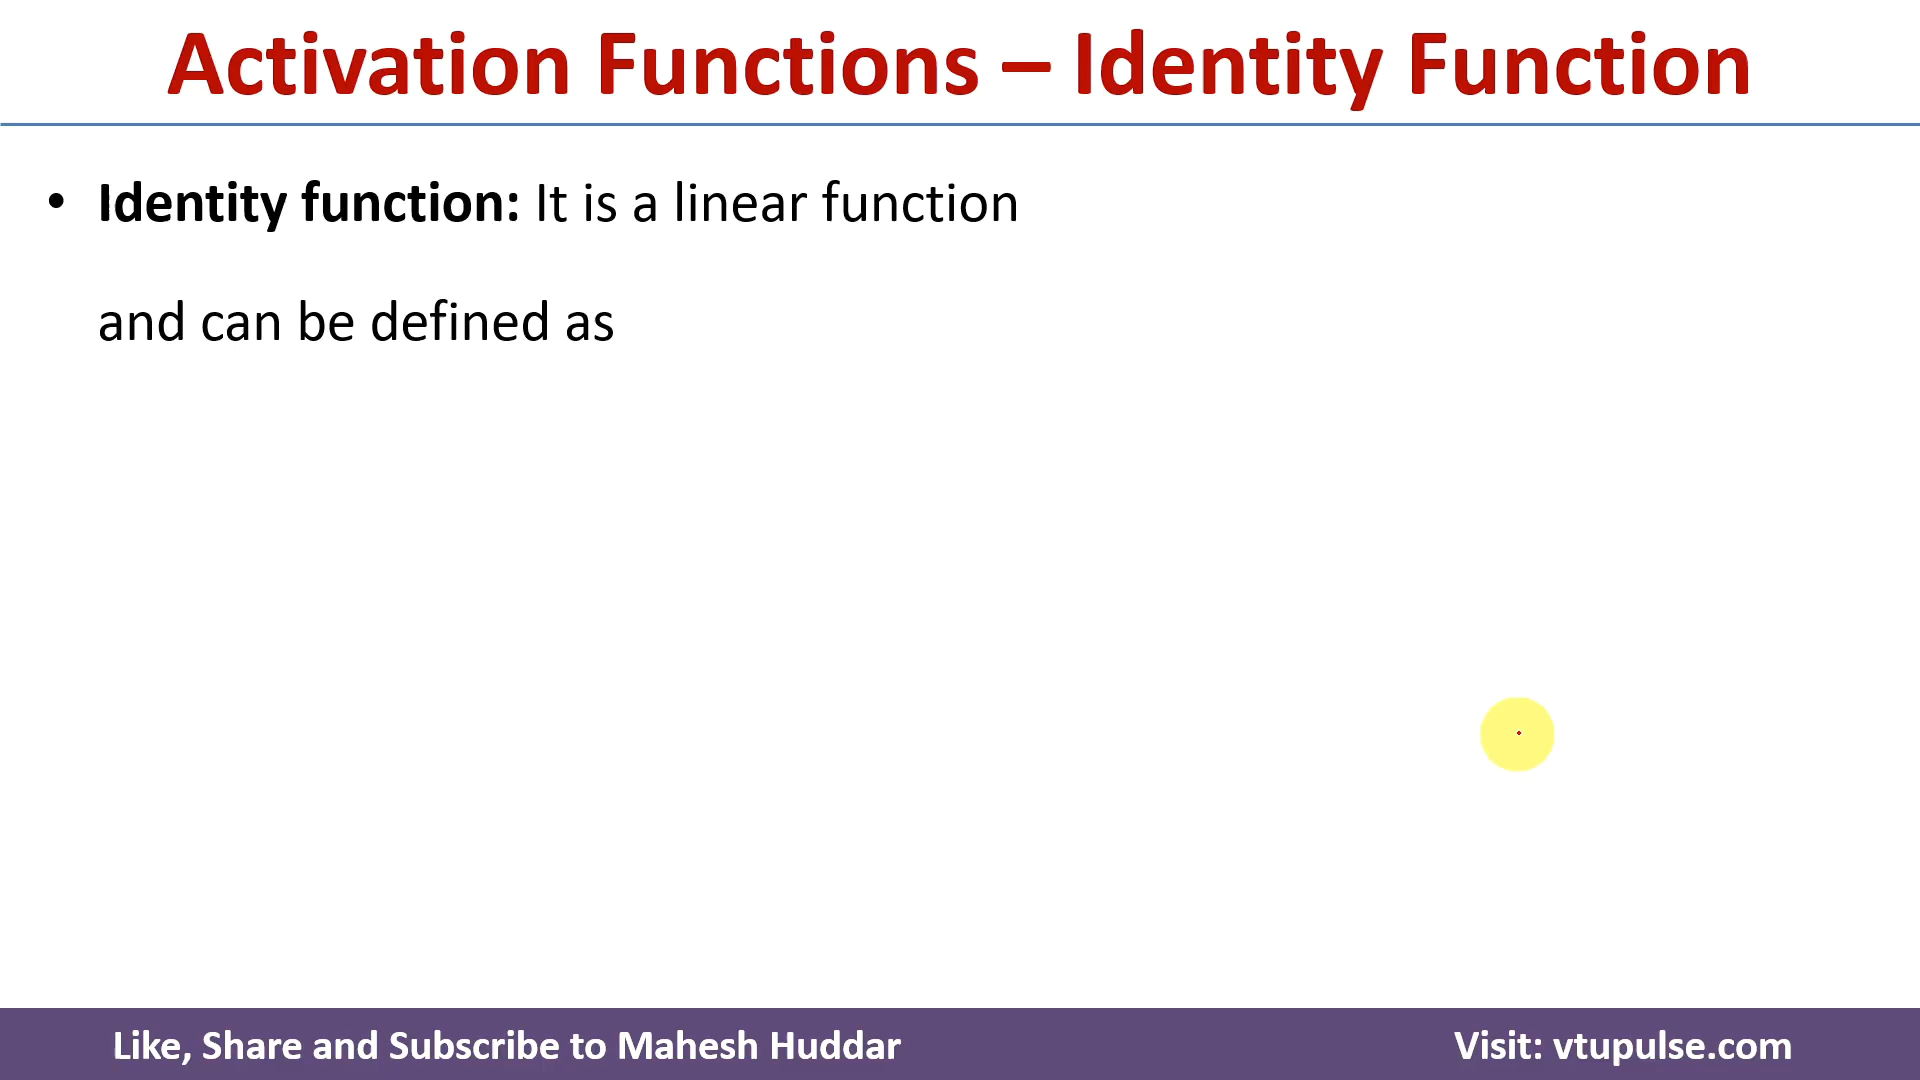 Activation Functions – Identity Function
• Identity function: It is a linear function
and can be defined as
Like, Share and Subscribe to Mahesh Huddar
Visit: vtupulse.com